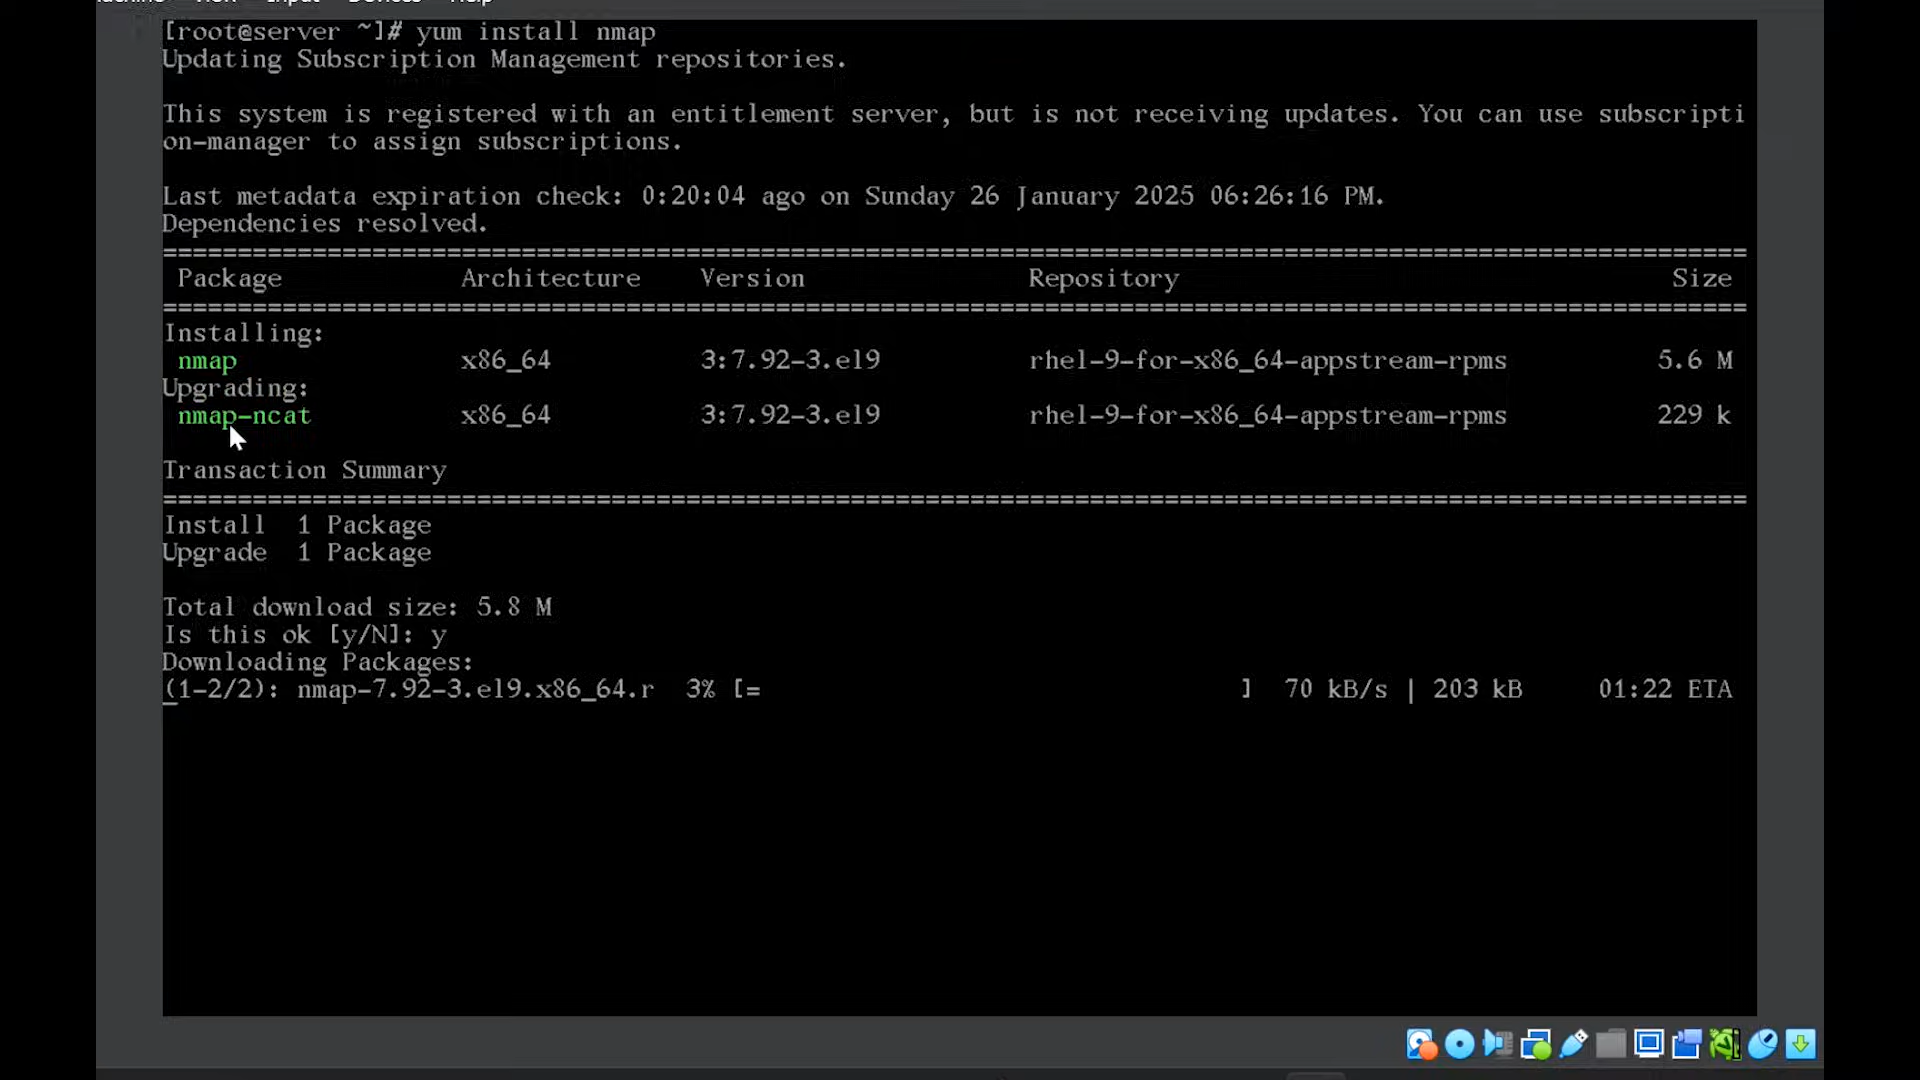 Machine View Input Devices Help
[root@server ~]# yum install nmap
Updating Subscription Management repositories.
This system is registered with an entitlement server, but is not receiving updates. You can use subscripti
on-manager to assign subscriptions.
Last metadata expiration check: 0:20:04 ago on Sunday 26 January 2025 06:26:16 PM.
Dependencies resolved.
==========================================================================================================
Package Architecture Version Repository Size
==========================================================================================================
Installing:
nmap x86_64 3:7.92-3.el9 rhel-9-for-x86_64-appstream-rpms 5.6 M
Upgrading:
nmap-ncat x86_64 3:7.92-3.el9 rhel-9-for-x86_64-appstream-rpms 229 k
Transaction Summary
==========================================================================================================
Install 1 Package
Upgrade 1 Package
Total download size: 5.8 M
Is this ok [y/N]: y
Downloading Packages:
(1-2/2): nmap-7.92-3.el9.x86_64.r 3% [= ] 70 kB/s | 203 kB 01:22 ETA